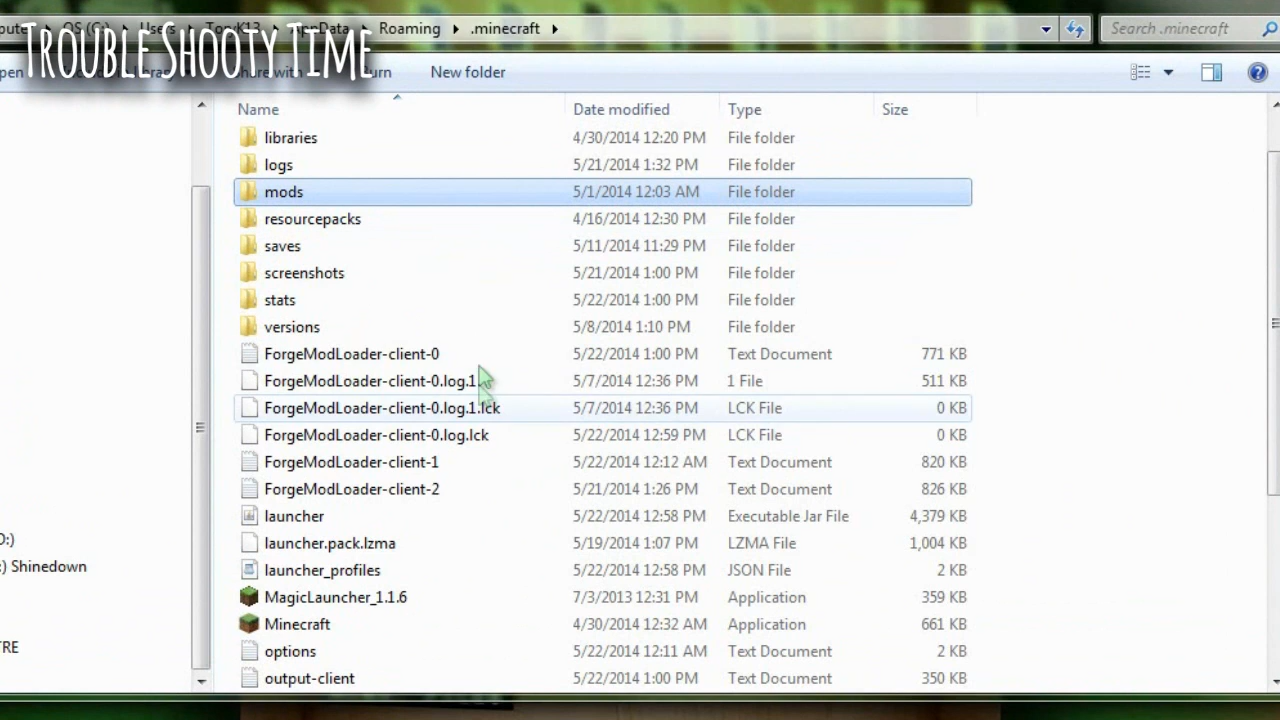 Roaming .minecraft Search .minecraft
TROUBLE SHOOTY TIME
New folder
Name Date modified Type Size
libraries 4/30/2014 12:20 PM File folder
logs 5/21/2014 1:32 PM File folder
mods 5/1/2014 12:03 AM File folder
resourcepacks 4/16/2014 12:30 PM File folder
saves 5/11/2014 11:29 PM File folder
screenshots 5/21/2014 1:00 PM File folder
stats 5/22/2014 1:00 PM File folder
versions 5/8/2014 1:10 PM File folder
ForgeModLoader-client-0 5/22/2014 1:00 PM Text Document 771 KB
ForgeModLoader-client-0.log.1 5/7/2014 12:36 PM 1 File 511 KB
ForgeModLoader-client-0.log.1.lck 5/7/2014 12:36 PM LCK File 0 KB
ForgeModLoader-client-0.log.lck 5/22/2014 12:59 PM LCK File 0 KB
ForgeModLoader-client-1 5/22/2014 12:12 AM Text Document 820 KB
ForgeModLoader-client-2 5/21/2014 1:26 PM Text Document 826 KB
launcher 5/22/2014 12:58 PM Executable Jar File 4,379 KB
launcher.pack.lzma 5/19/2014 1:07 PM LZMA File 1,004 KB
:)
launcher_profiles 5/22/2014 12:58 PM JSON File 2 KB
) Shinedown
MagicLauncher_1.1.6 7/3/2013 12:31 PM Application 359 KB
Minecraft 4/30/2014 12:32 AM Application 661 KB
TRE
options 5/22/2014 12:11 AM Text Document 2 KB
output-client 5/22/2014 1:00 PM Text Document 350 KB